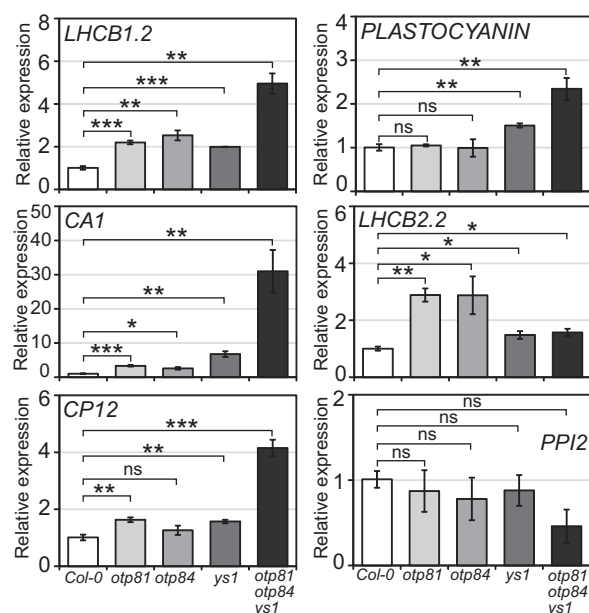 LHCB1.2
Relative expression
8
6
4
2
0
**
***
**
***
PLASTOCYANIN
Relative expression
4
3
2
1
0
**
**
ns
ns
CA1
Relative expression
50
40
30
20
10
0
**
**
*
***
LHCB2.2
Relative expression
6
4
2
0
*
*
*
**
CP12
Relative expression
6
4
2
0
***
**
ns
**
Col-0
otp81
otp84
ys1
otp81
otp84
ys1
PPI2
Relative expression
2
1
0
ns
ns
ns
ns
Col-0
otp81
otp84
ys1
otp81
otp84
ys1